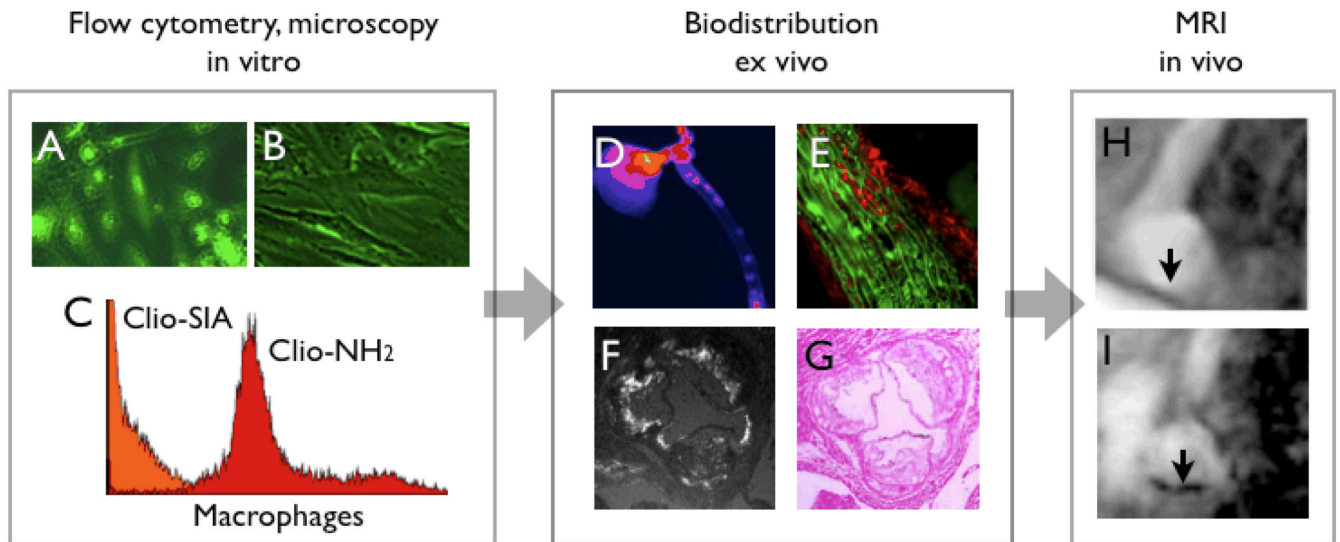 Flow cytometry, microscopy
in vitro
Biodistribution
ex vivo
MRI
in vivo
A
B
C
Clio-SIA
Clio-NH₂
Macrophages
D
E
F
G
H
I